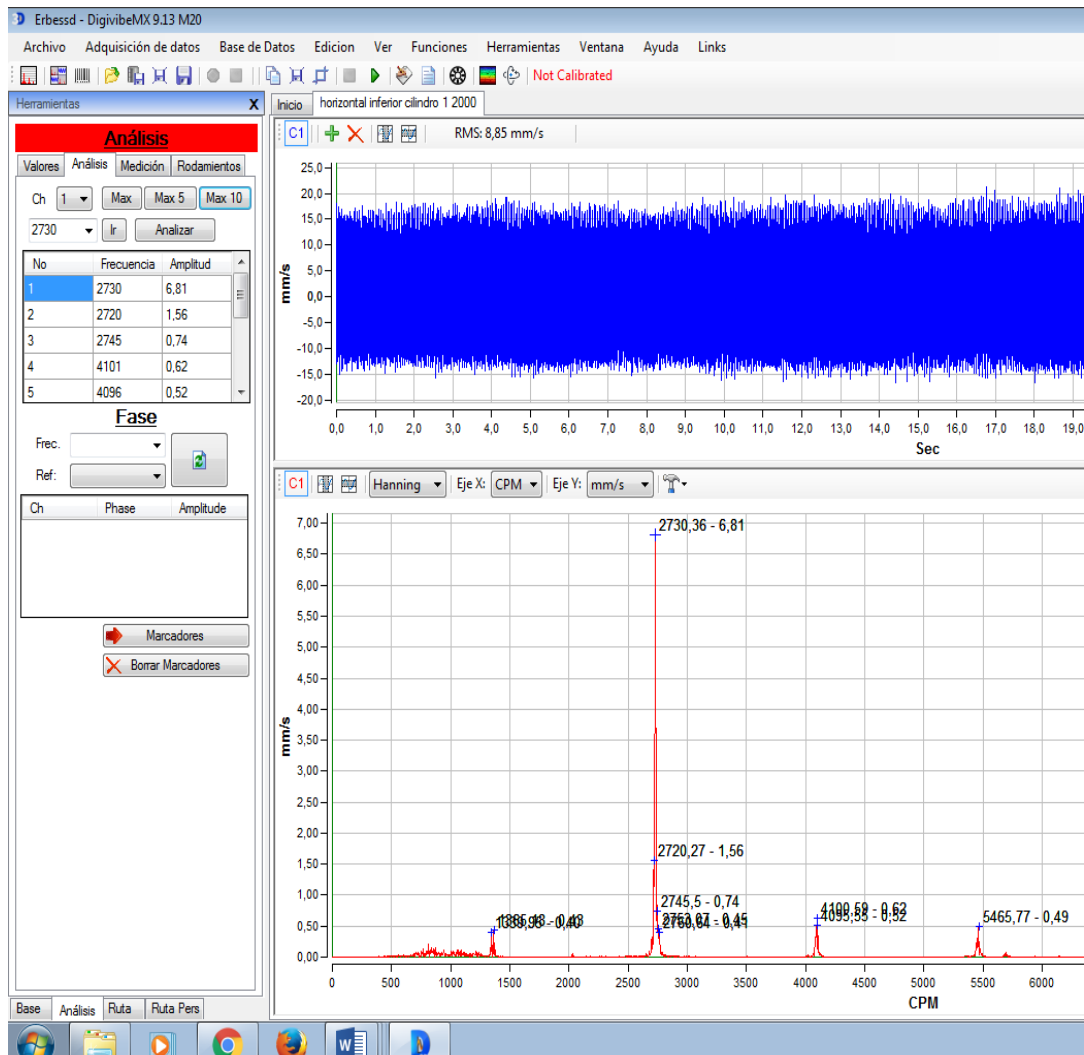 Erbessd - DigivibeMX 9.13 M20
Archivo Adquisición de datos Base de Datos Edicion Ver Funciones Herramientas Ventana Ayuda Links
Not Calibrated
Herramientas X
Análisis
Valores Análisis Medición Rodamientos
Ch 1 Max Max 5 Max 10
2730 Ir Analizar
No Frecuencia Amplitud
1 2730 6,81
2 2720 1,56
3 2745 0,74
4 4101 0,62
5 4096 0,52
Fase
Frec.
Ref:
Ch Phase Amplitude
Marcadores
Borrar Marcadores
Base Análisis Ruta Ruta Pers
Inicio horizontal inferior cilindro 1 2000
C1 RMS: 8,85 mm/s
25,0
20,0
15,0
10,0
5,0
0,0
-5,0
-10,0
-15,0
-20,0
mm/s
0,0 1,0 2,0 3,0 4,0 5,0 6,0 7,0 8,0 9,0 10,0 11,0 12,0 13,0 14,0 15,0 16,0 17,0 18,0 19,0
Sec
C1 Hanning Eje X: CPM Eje Y: mm/s
7,00
6,50
6,00
5,50
5,00
4,50
4,00
3,50
3,00
2,50
2,00
1,50
1,00
0,50
0,00
mm/s
2730,36 - 6,81
2720,27 - 1,56
2745,5 - 0,74
5465,77 - 0,49
0 500 1000 1500 2000 2500 3000 3500 4000 4500 5000 5500 6000
CPM